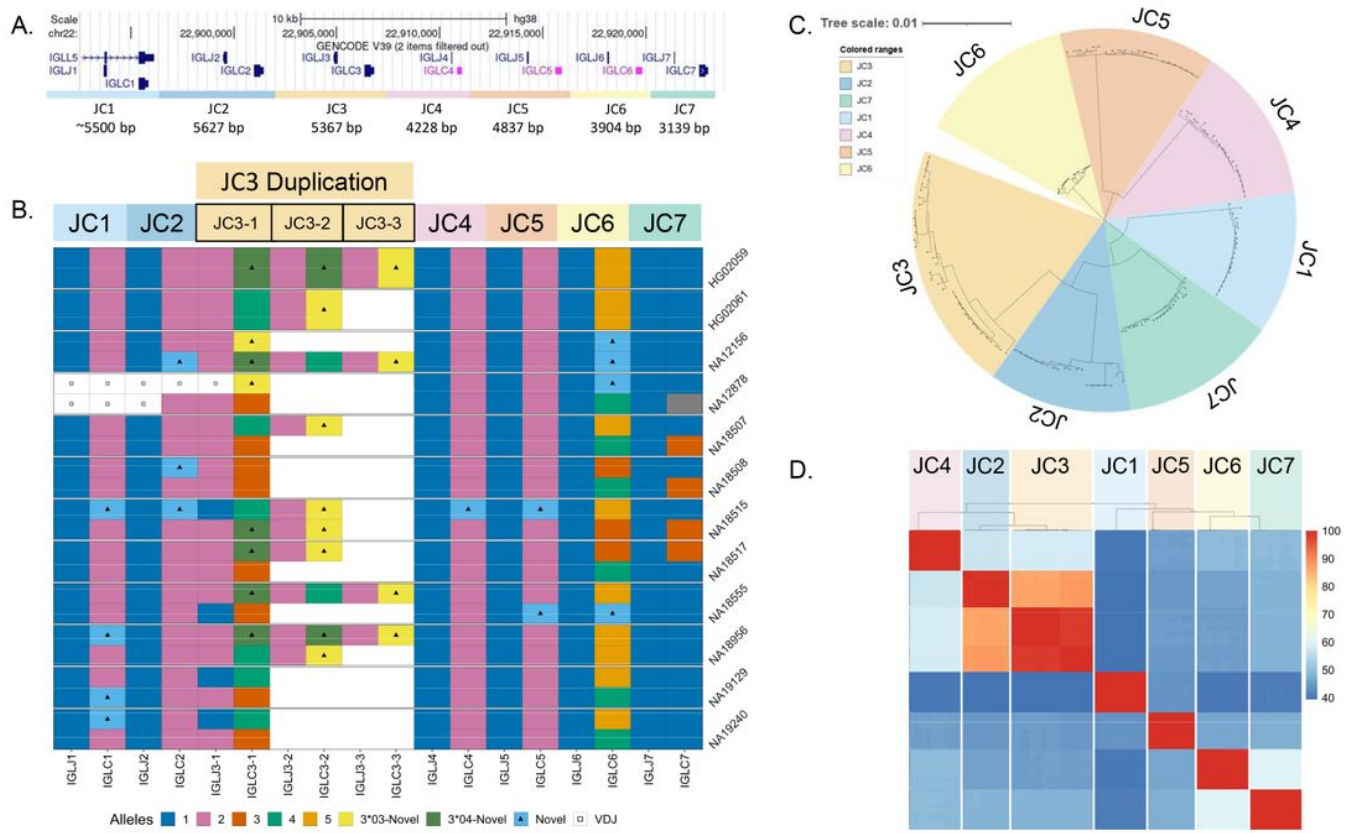 A.
Scale
chr22:
10 kb
hg38
22,900,000
22,905,000
22,910,000
22,915,000
22,920,000
GENCODE V39 (2 items filtered out)
IGLL5
IGLJ1
IGLC1
IGLJ2
IGLC2
IGLJ3
IGLC3
IGLJ4
IGLC4
IGLJ5
IGLC5
IGLJ6
IGLC6
IGLJ7
IGLC7
JC1 JC2 JC3 JC4 JC5 JC6 JC7
~5500 bp 5627 bp 5367 bp 4228 bp 4837 bp 3904 bp 3139 bp
B.
JC3 Duplication
JC1 JC2 JC3-1 JC3-2 JC3-3 JC4 JC5 JC6 JC7
HG02059
HG02061
NA12156
NA12878
NA18507
NA18508
NA18515
NA18517
NA18555
NA18956
NA19129
NA19240
IGLJ1 IGLC1 IGLJ2 IGLC2 IGLJ3-1 IGLC3-1 IGLJ3-2 IGLC3-2 IGLJ3-3 IGLC3-3 IGLJ4 IGLC4 IGLJ5 IGLC5 IGLJ6 IGLC6 IGLJ7 IGLC7
Alleles 1 2 3 4 5 3*03-Novel 3*04-Novel Novel VDJ
C.
Tree scale: 0.01
Colored ranges
JC3
JC2
JC7
JC1
JC4
JC5
JC6
JC6
JC5
JC4
JC1
JC7
JC2
JC3
D.
JC4 JC2 JC3 JC1 JC5 JC6 JC7
100
90
80
70
60
50
40